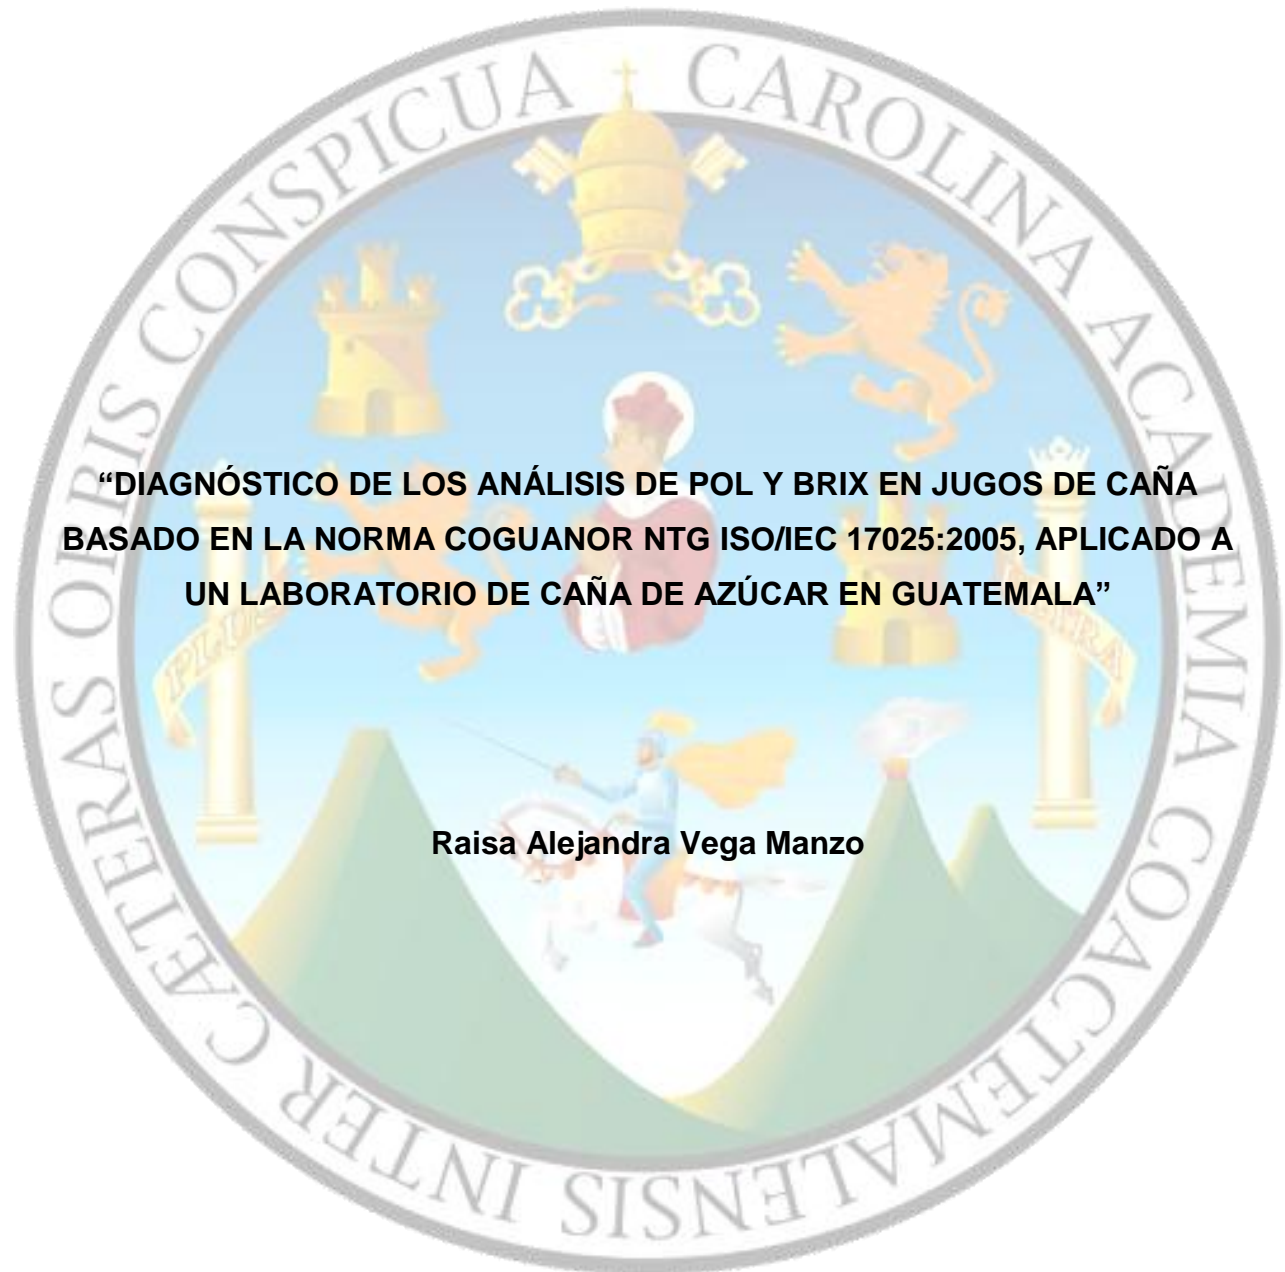 CAETERAS ORBIS CONSPICUA CAROLINA ACADEMIA COACTEMALENSIS INTER
PLUS
“DIAGNÓSTICO DE LOS ANÁLISIS DE POL Y BRIX EN JUGOS DE CAÑA
BASADO EN LA NORMA COGUANOR NTG ISO/IEC 17025:2005, APLICADO A
UN LABORATORIO DE CAÑA DE AZÚCAR EN GUATEMALA”
Raisa Alejandra Vega Manzo